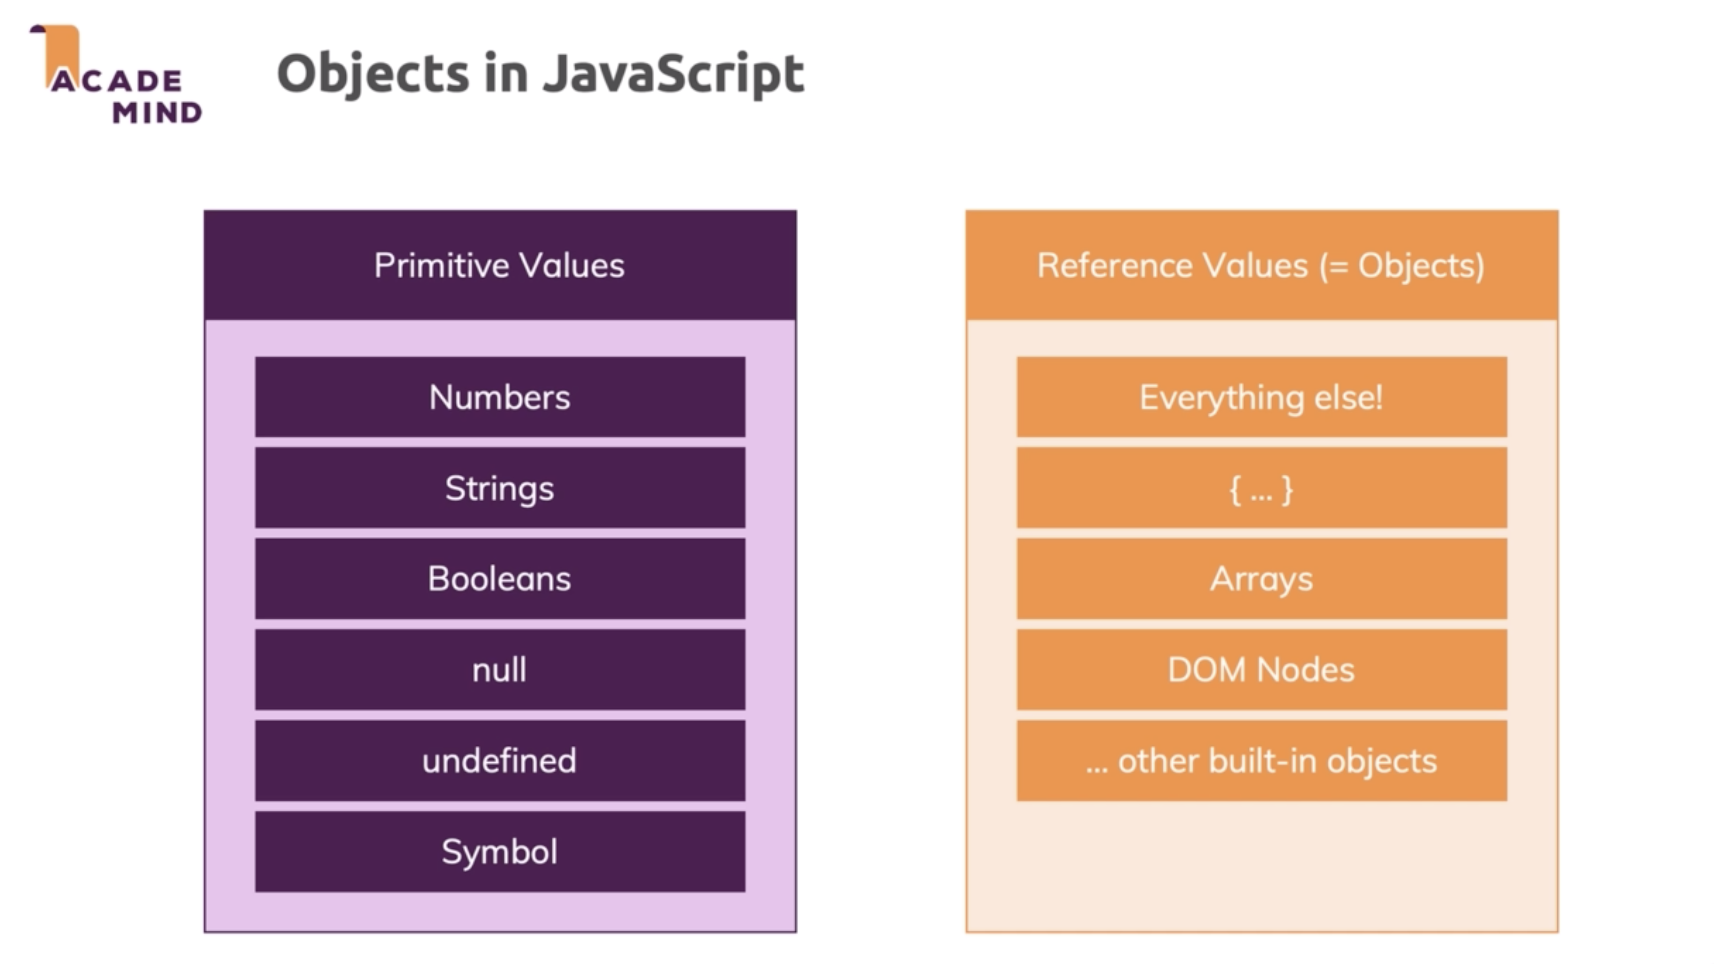 ACADE
MIND
Objects in JavaScript
Primitive Values
Numbers
Strings
Booleans
null
undefined
Symbol
Reference Values (= Objects)
Everything else!
{ ... }
Arrays
DOM Nodes
... other built-in objects